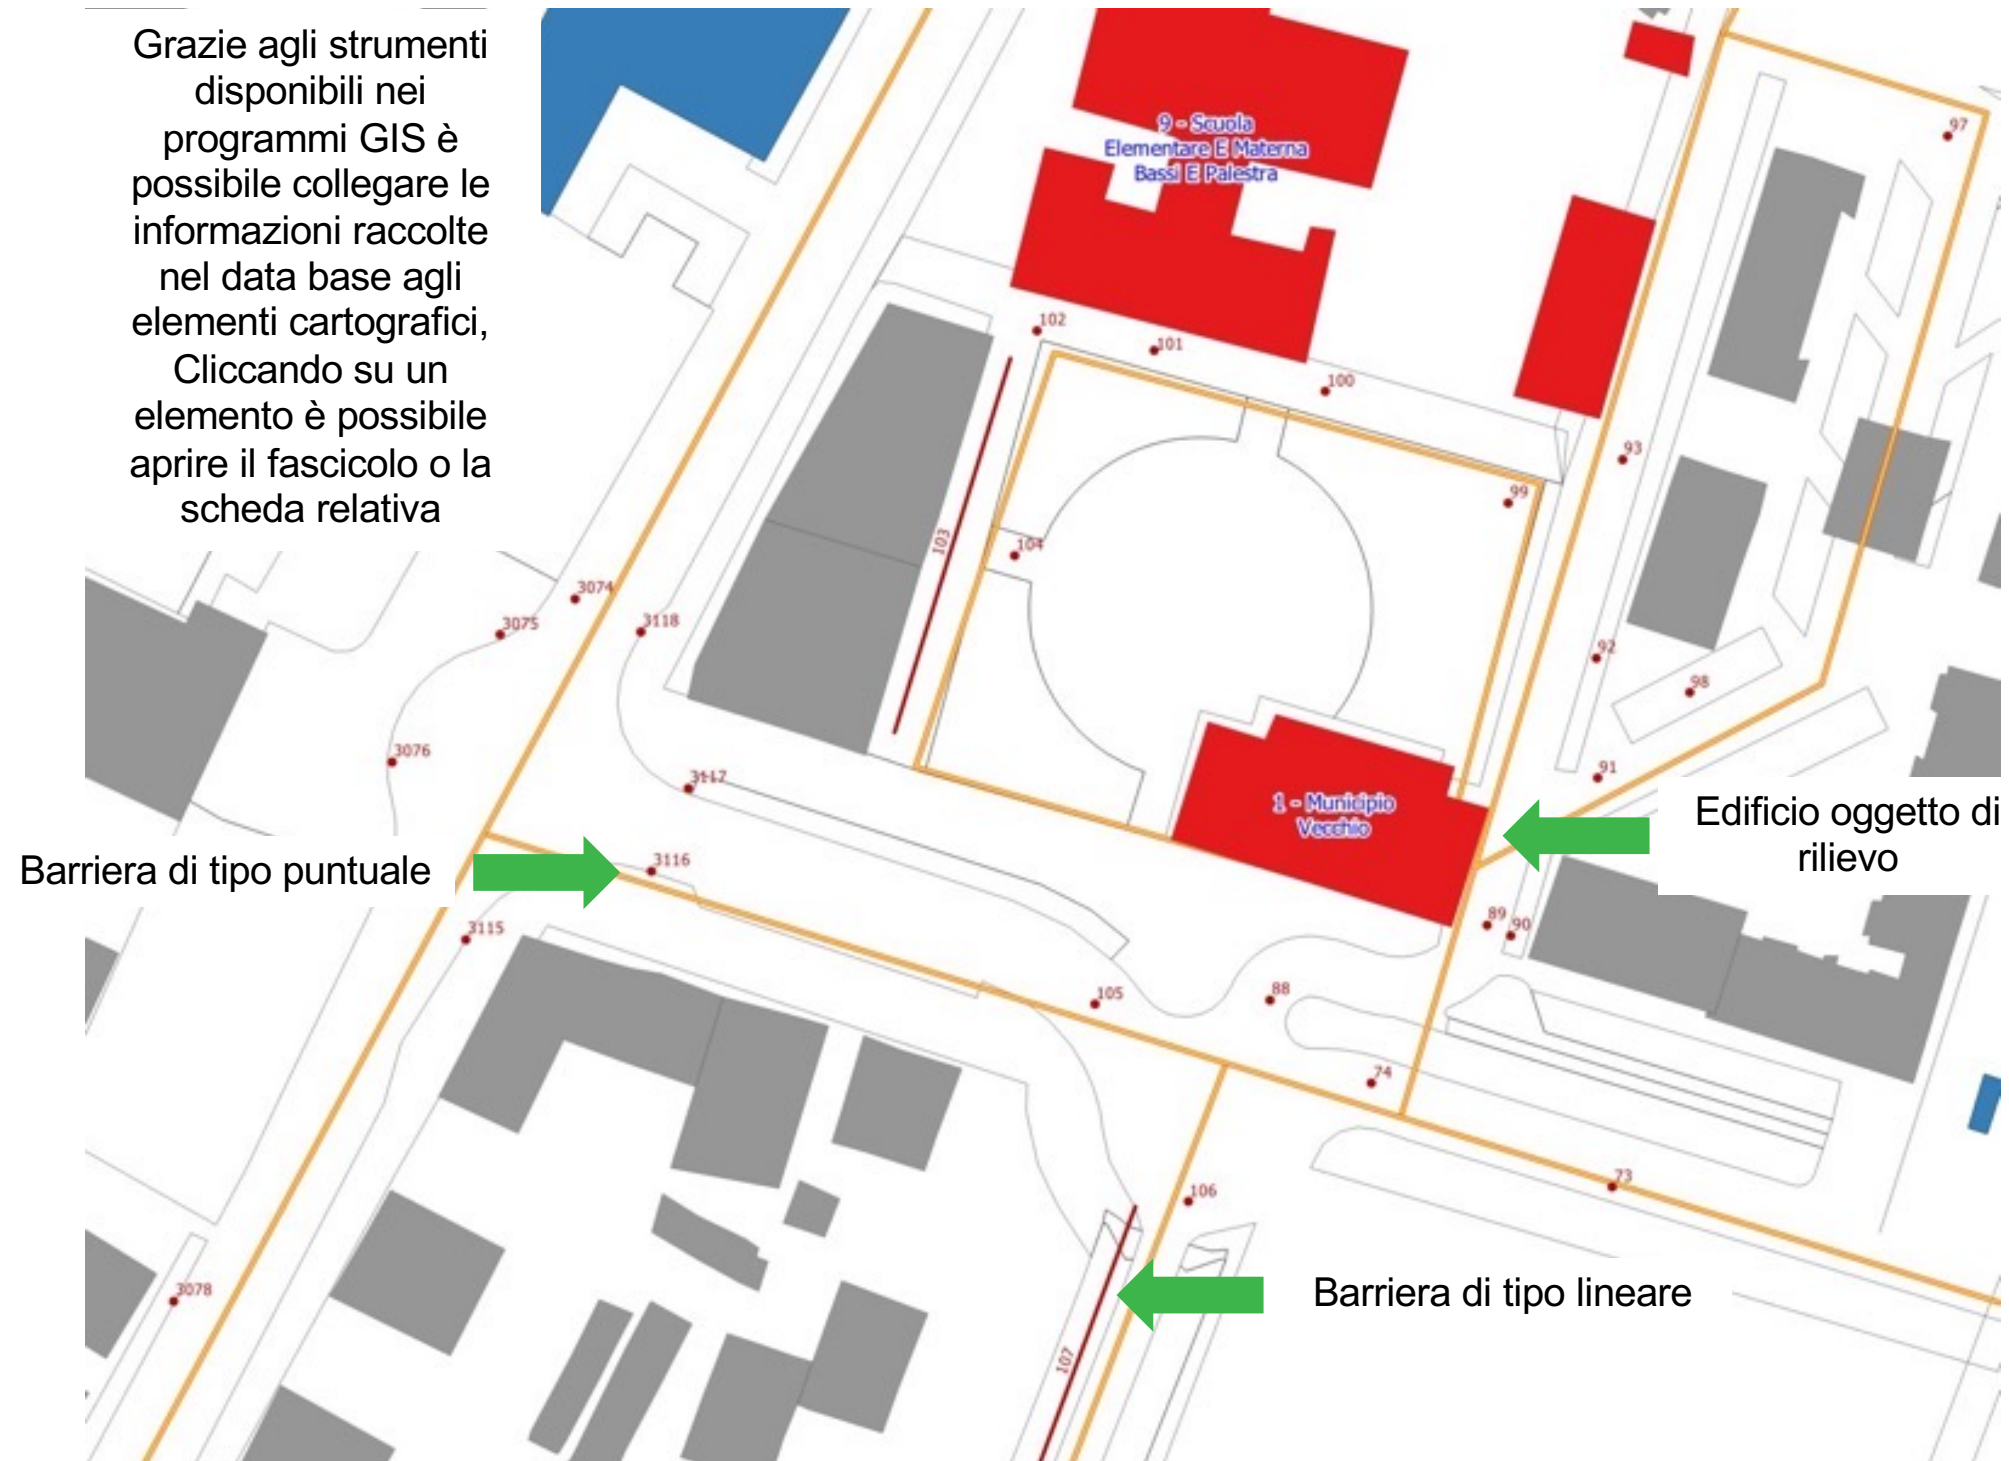 Grazie agli strumenti
disponibili nei
programmi GIS è
possibile collegare le
informazioni raccolte
nel data base agli
elementi cartografici,
Cliccando su un
elemento è possibile
aprire il fascicolo o la
scheda relativa
9 - Scuola
Elementare E Materna
Bassi E Palestra
97
102
101
100
93
99
103
104
3074
3075
3118
92
98
3076
3117
91
1 - Municipio
Vecchio
Edificio oggetto di
rilievo
Barriera di tipo puntuale
3116
3115
89
90
105
88
74
73
106
3078
Barriera di tipo lineare
107